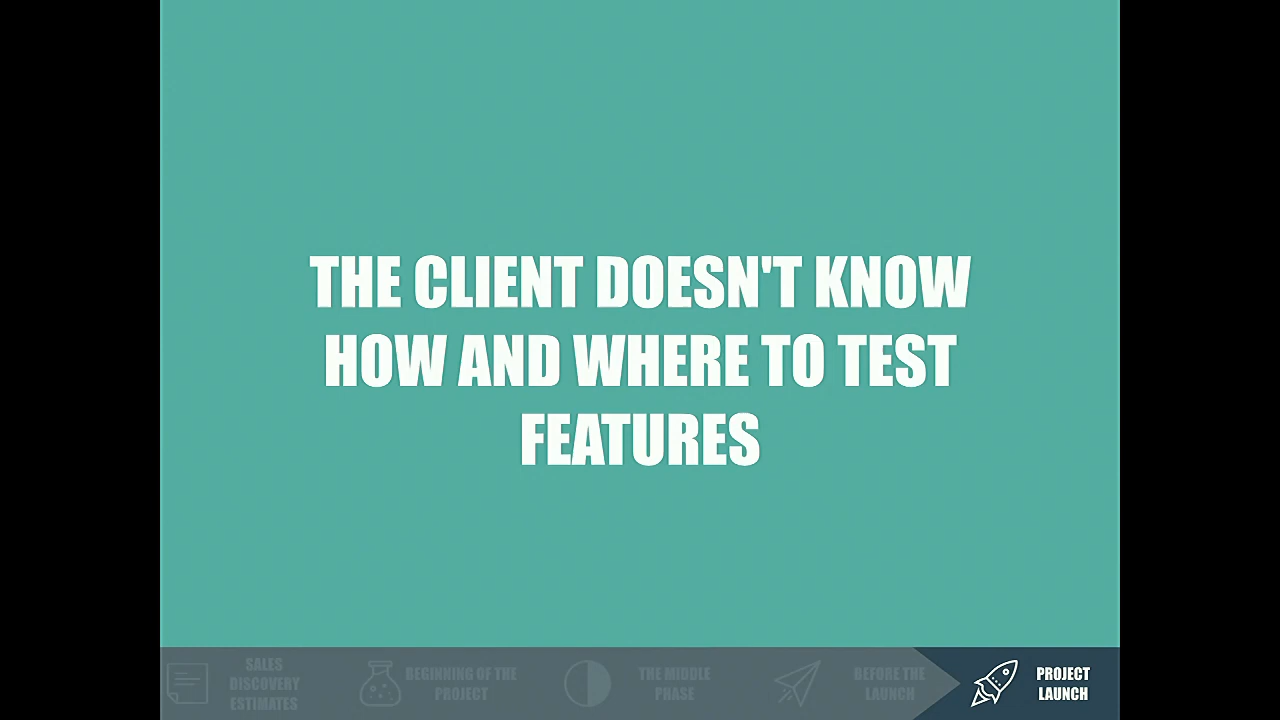 THE CLIENT DOESN'T KNOW
HOW AND WHERE TO TEST
FEATURES
SALES
DISCOVERY
ESTIMATES
BEGINNING OF THE
PROJECT
THE MIDDLE
PHASE
BEFORE THE
LAUNCH
PROJECT
LAUNCH